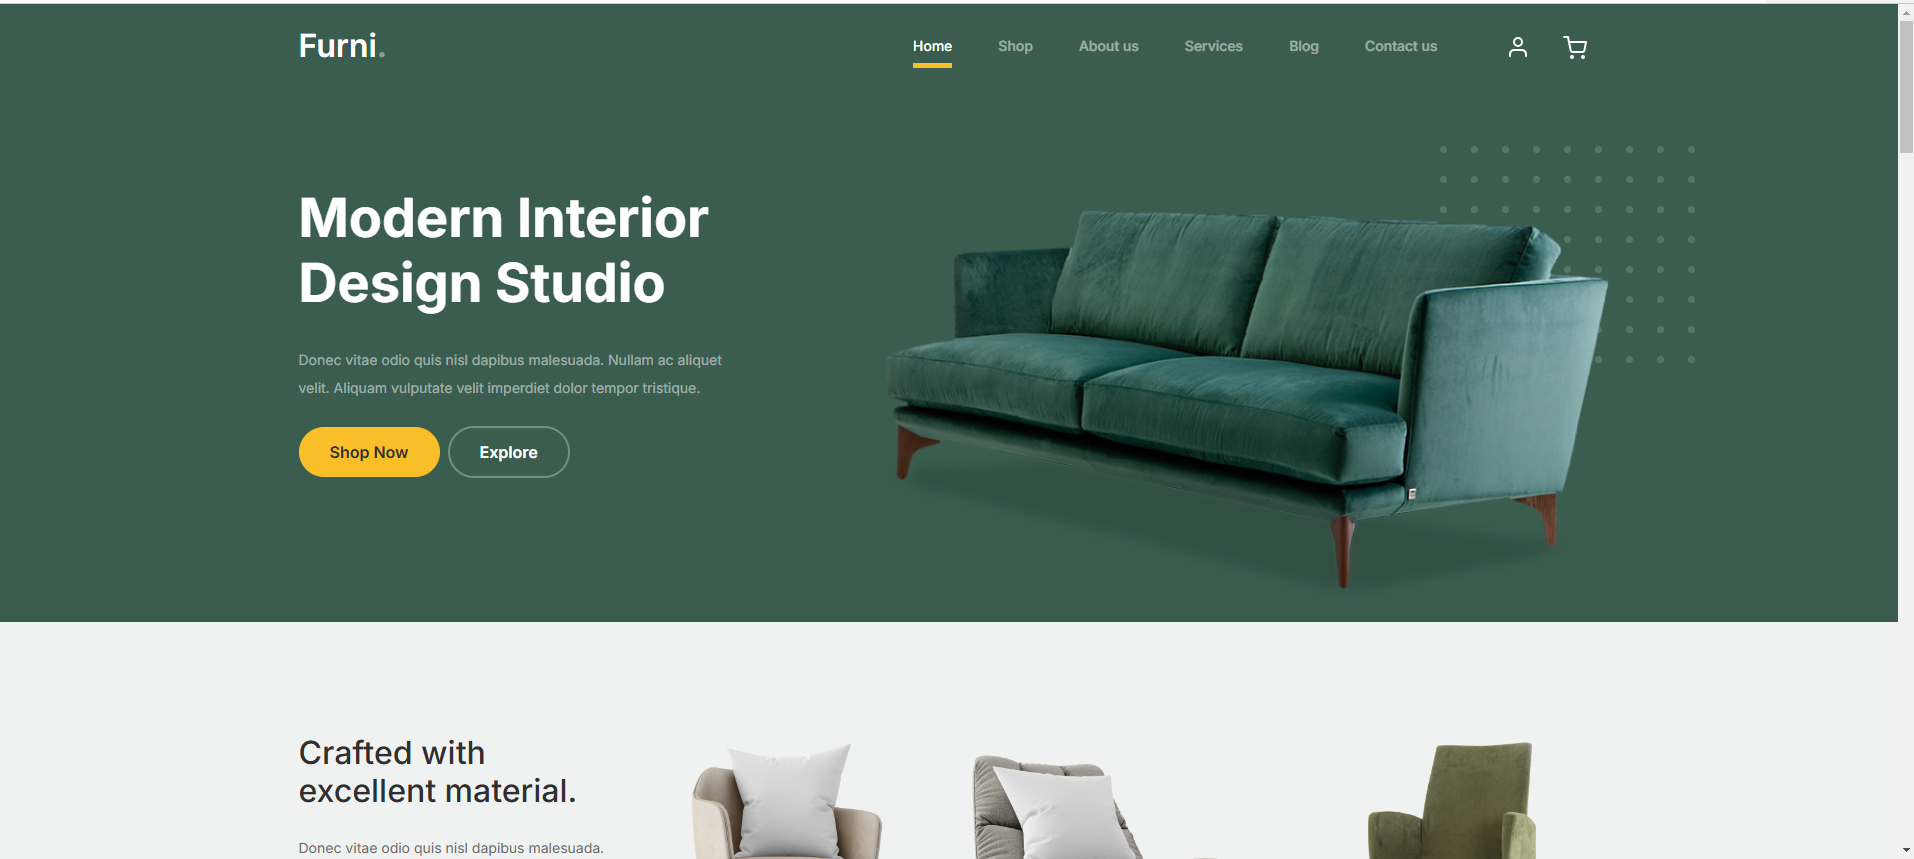 Furni.
Home Shop About us Services Blog Contact us
Modern Interior
Design Studio
Donec vitae odio quis nisl dapibus malesuada. Nullam ac aliquet
velit. Aliquam vulputate velit imperdiet dolor tempor tristique.
Shop Now Explore
Crafted with
excellent material.
Donec vitae odio quis nisl dapibus malesuada.